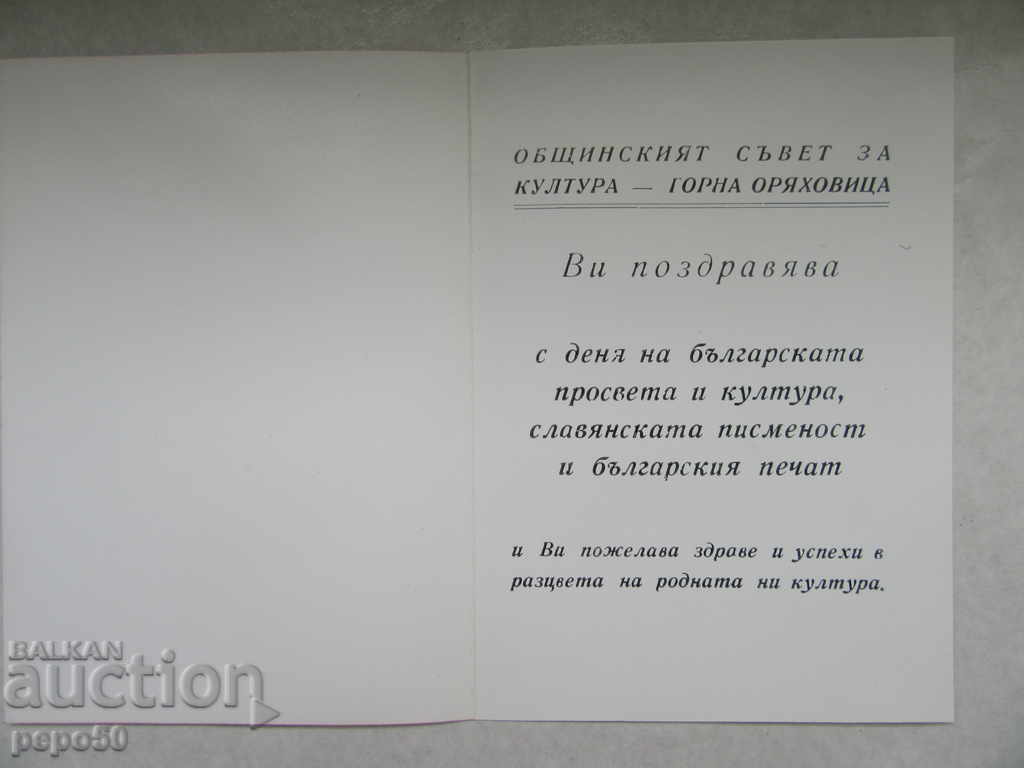 ОБЩИНСКИЯТ СЪВЕТ ЗА
КУЛТУРА — ГОРНА ОРЯХОВИЦА
Ви поздравява
с деня на българската
просвета и култура,
славянската писменост
и българския печат
и Ви пожелава здраве и успехи в
разцвета на родната ни култура.
BALKAN
auction
pepo50